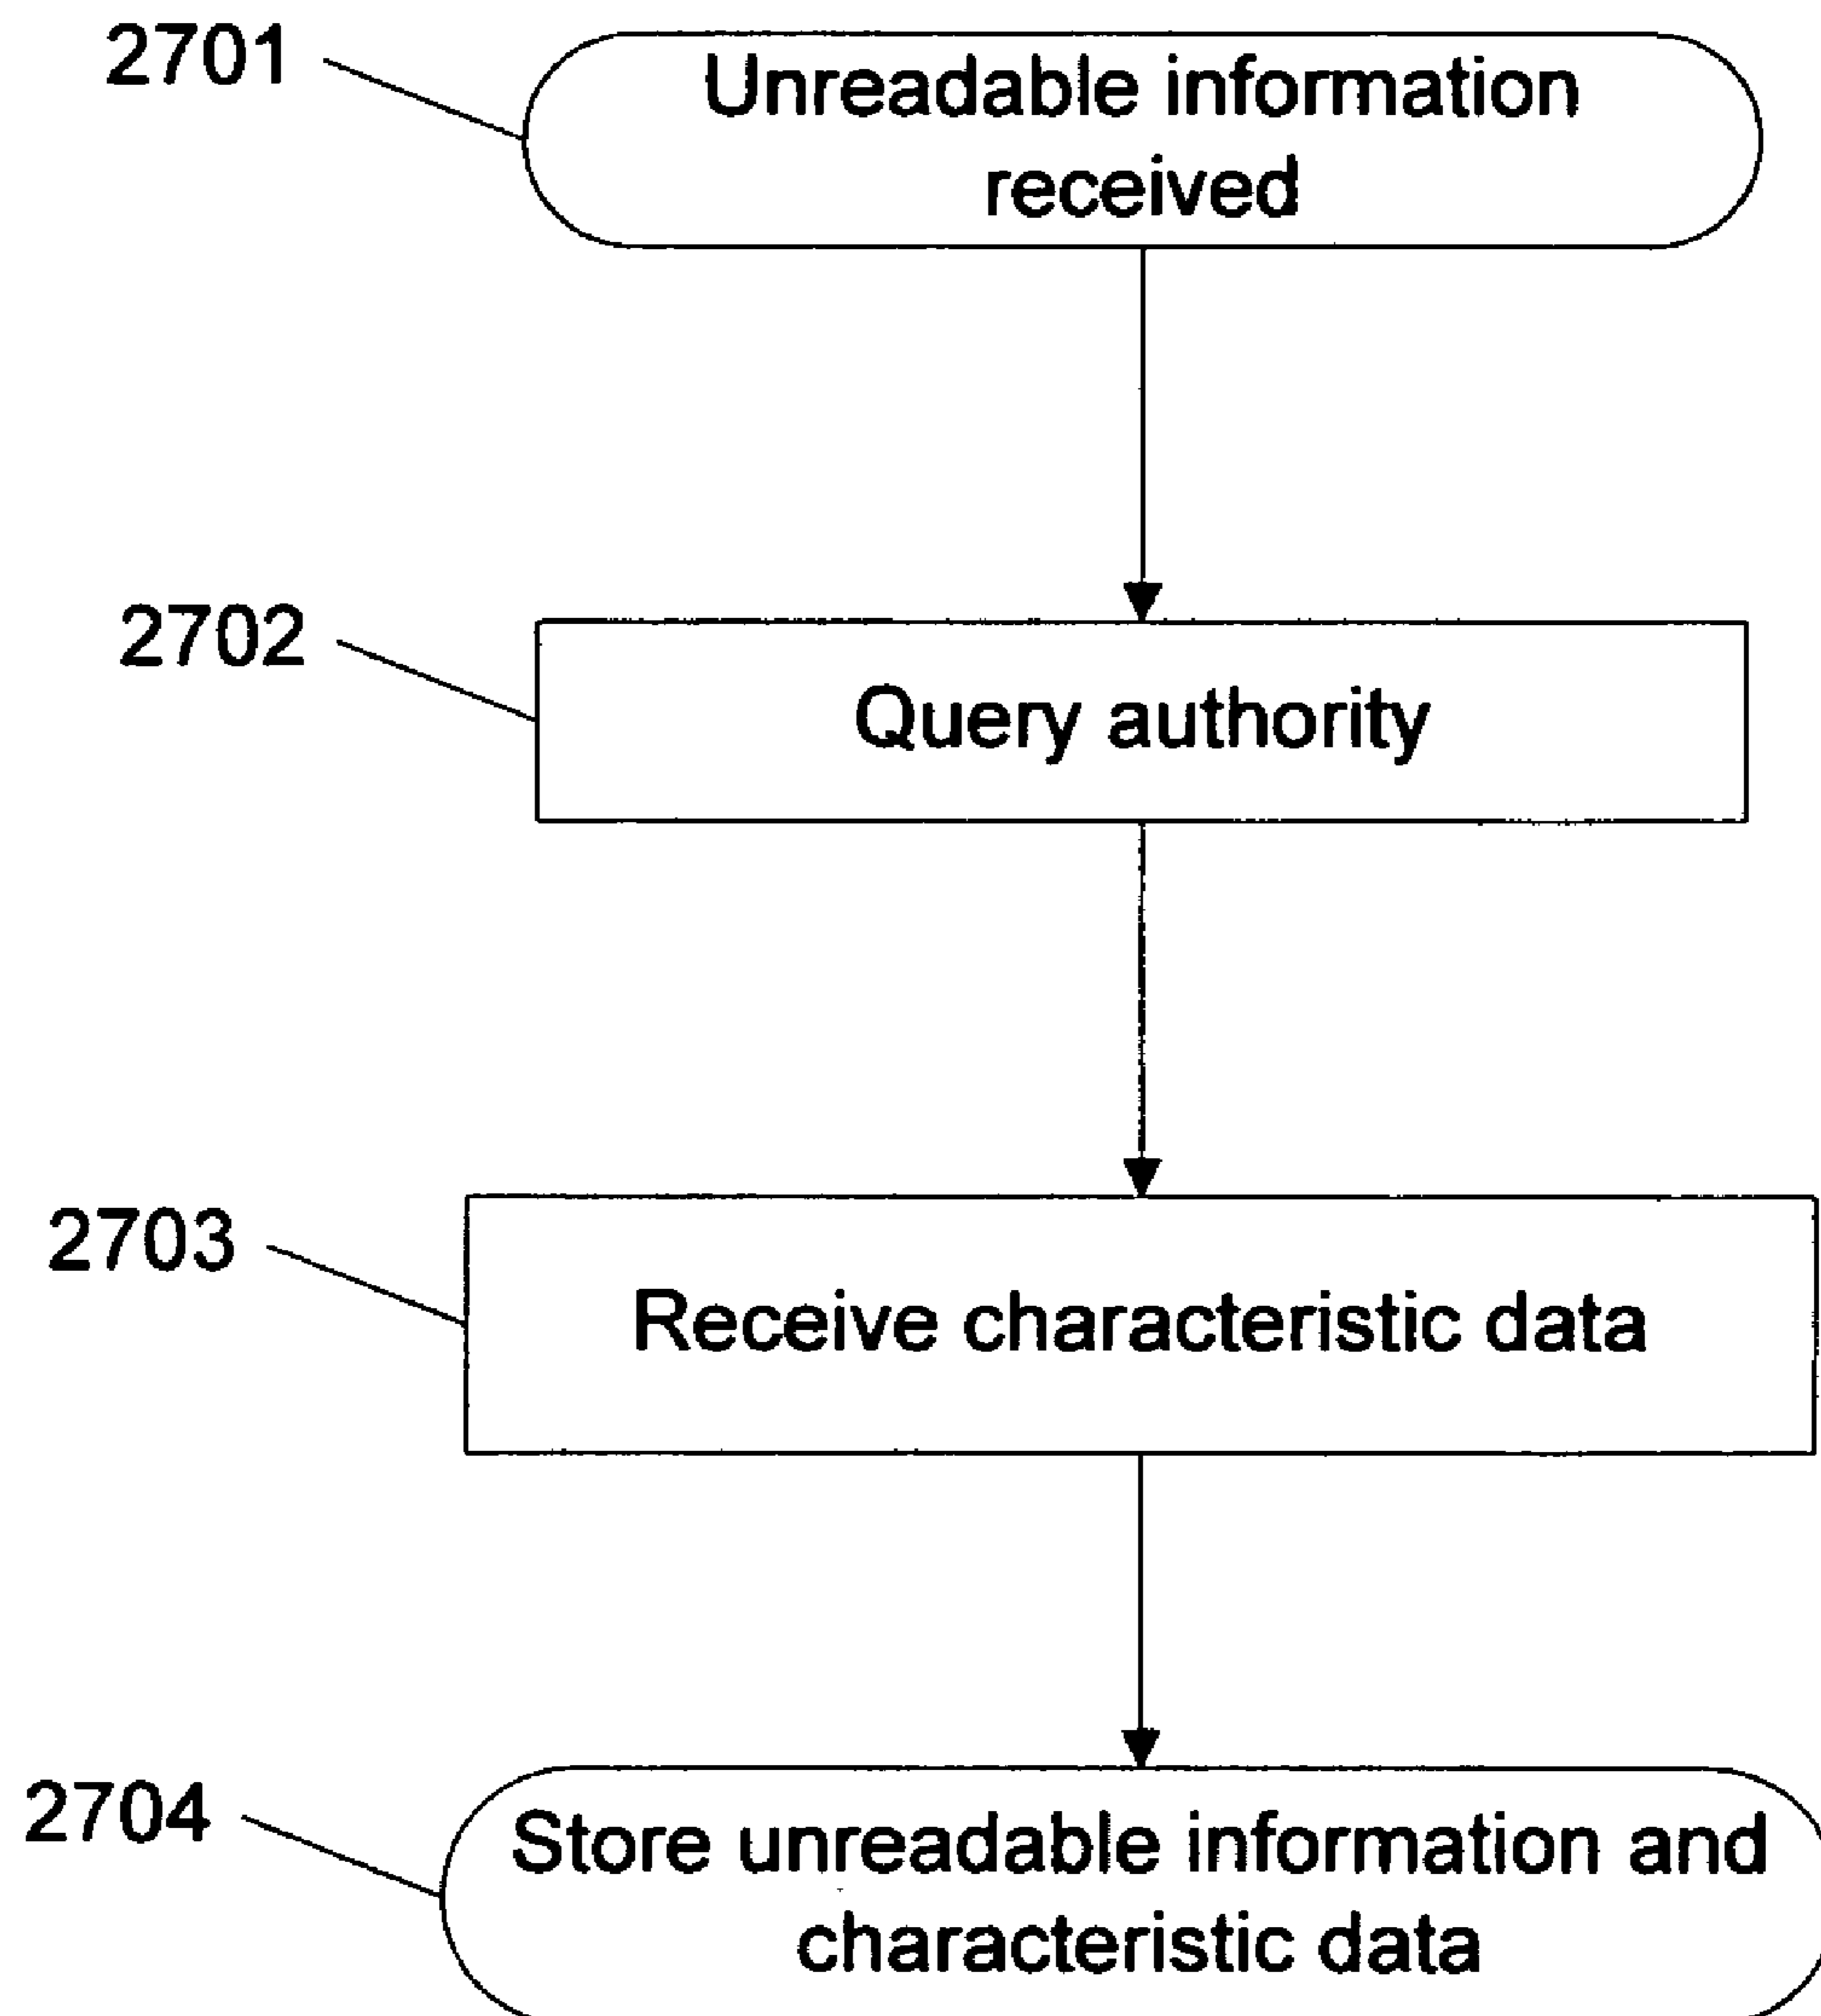 2701
Unreadable information
received
2702
Query authority
2703
Receive characteristic data
2704
Store unreadable information and
characteristic data